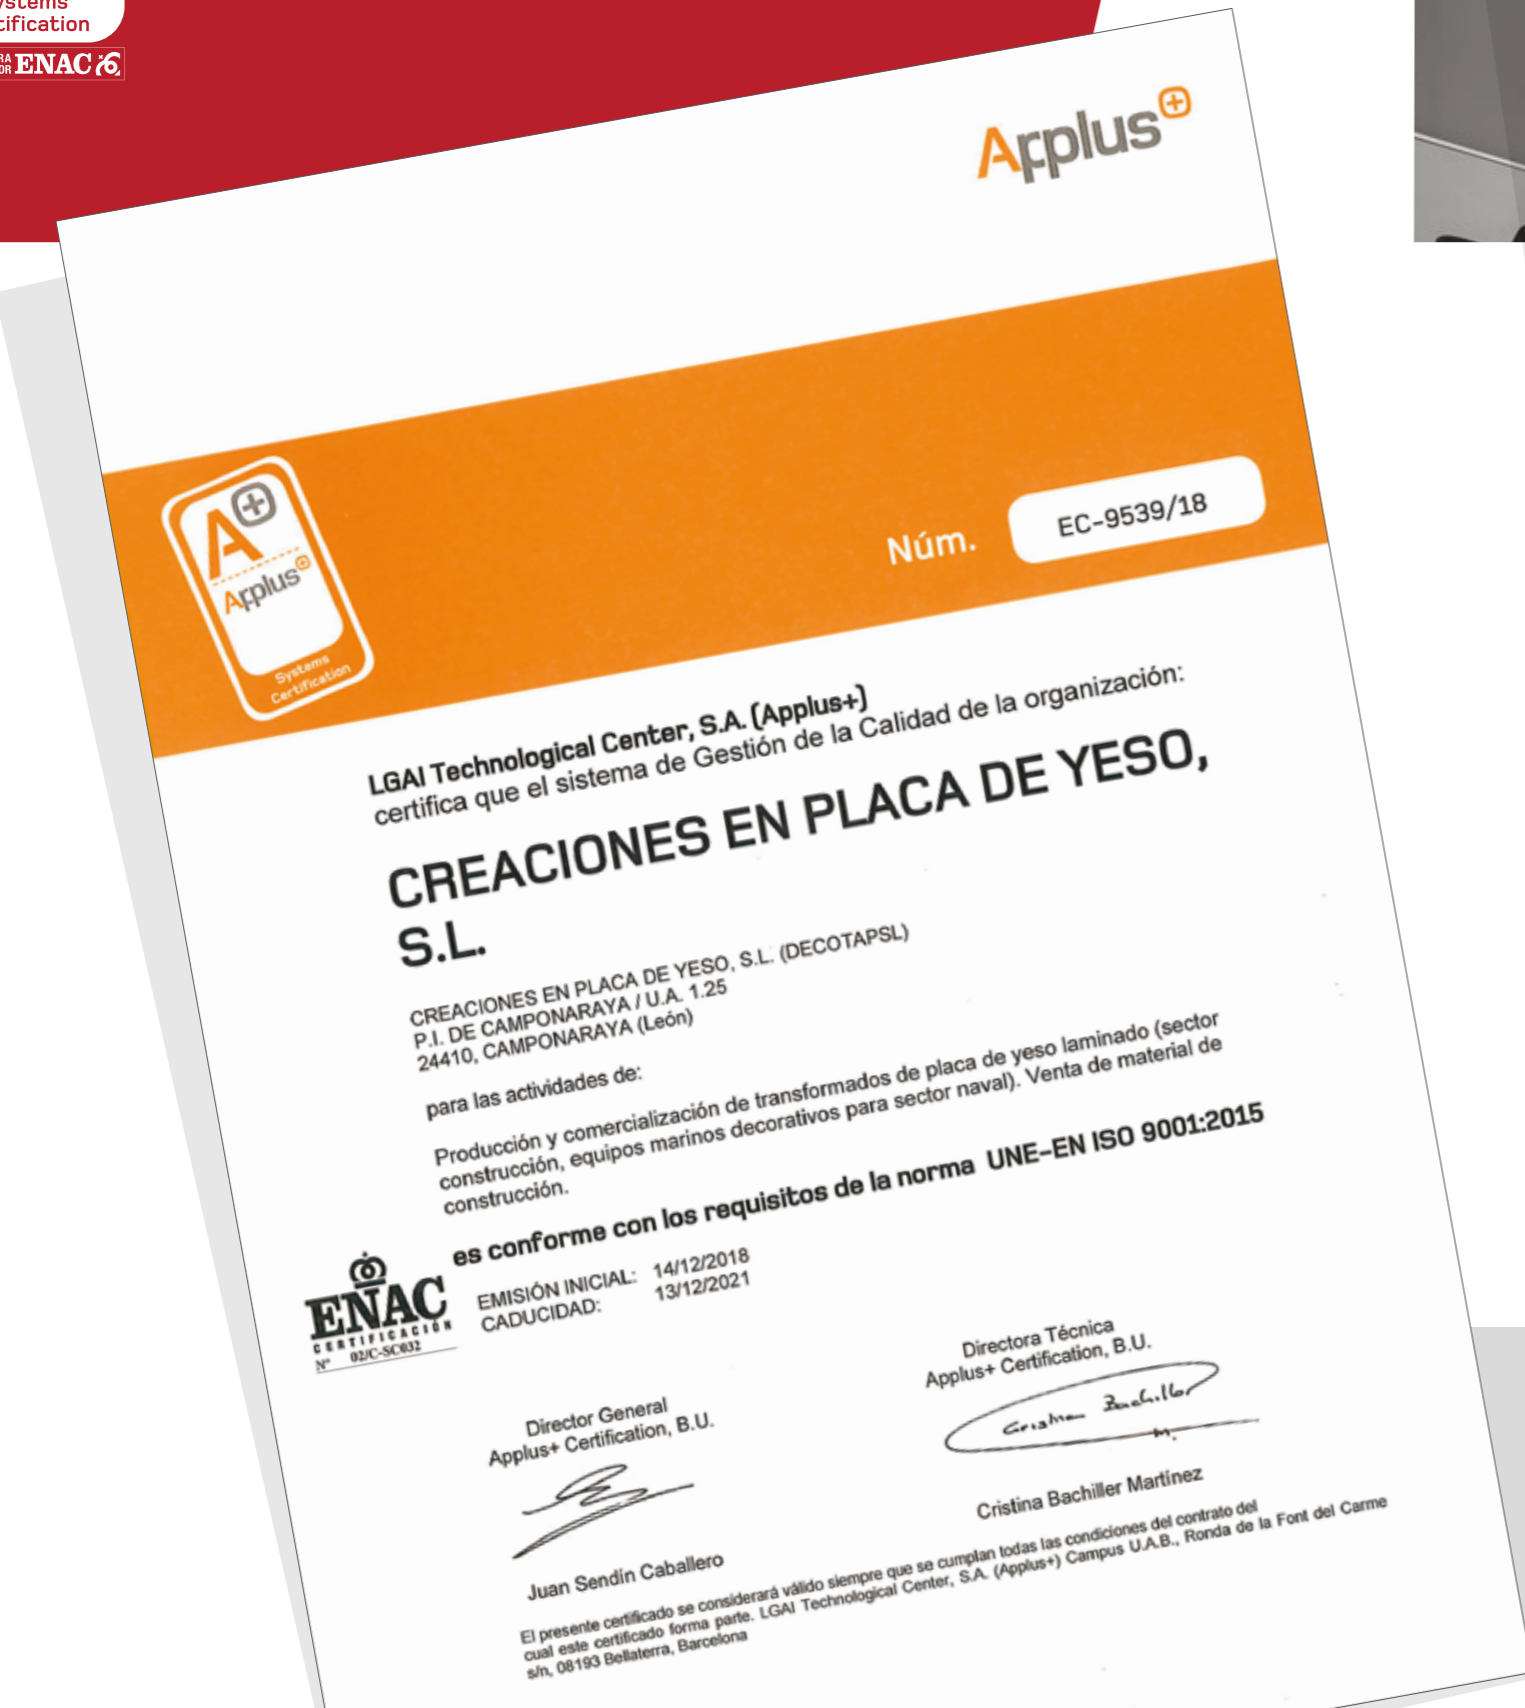 Certification
ENAC
Applus+
A+
Applus+
Systems
Certification
Núm.
EC-9539/18
LGAI Technological Center, S.A. (Applus+)
certifica que el sistema de Gestión de la Calidad de la organización:
CREACIONES EN PLACA DE YESO,
S.L.
CREACIONES EN PLACA DE YESO, S.L. (DECOTAPSL)
P.I. DE CAMPONARAYA / U.A. 1.25
24410, CAMPONARAYA (León)
para las actividades de:
Producción y comercialización de transformados de placa de yeso laminado (sector
construcción, equipos marinos decorativos para sector naval). Venta de material de
construcción.
es conforme con los requisitos de la norma UNE-EN ISO 9001:2015
EMISIÓN INICIAL: 14/12/2018
CADUCIDAD: 13/12/2021
ENAC
CERTIFICACIÓN
Nº 02/C-SC032
Director General
Applus+ Certification, B.U.
Juan Sendín Caballero
Directora Técnica
Applus+ Certification, B.U.
Cristina Bachiller M.
Cristina Bachiller Martínez
El presente certificado se considerará válido siempre que se cumplan todas las condiciones del contrato del
cual este certificado forma parte. LGAI Technological Center, S.A. (Applus+) Campus U.A.B., Ronda de la Font del Carme
s/n, 08193 Bellaterra, Barcelona